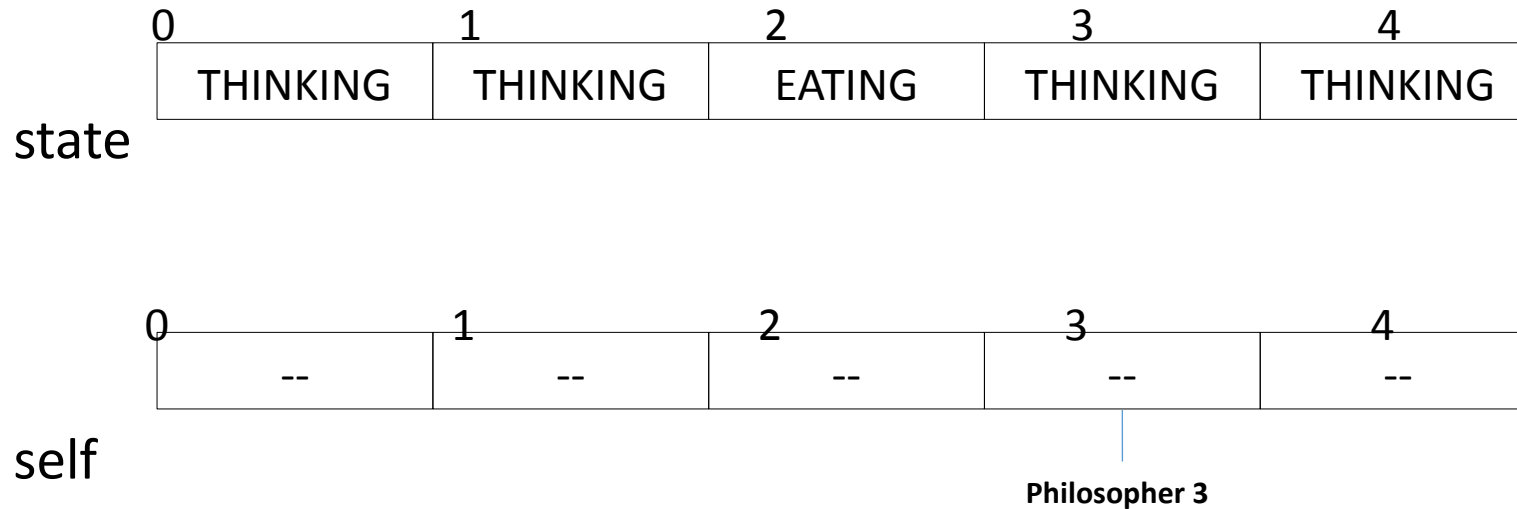 0 1 2 3 4
THINKING THINKING EATING THINKING THINKING
state
0 1 2 3 4
-- -- -- -- --
self
Philosopher 3